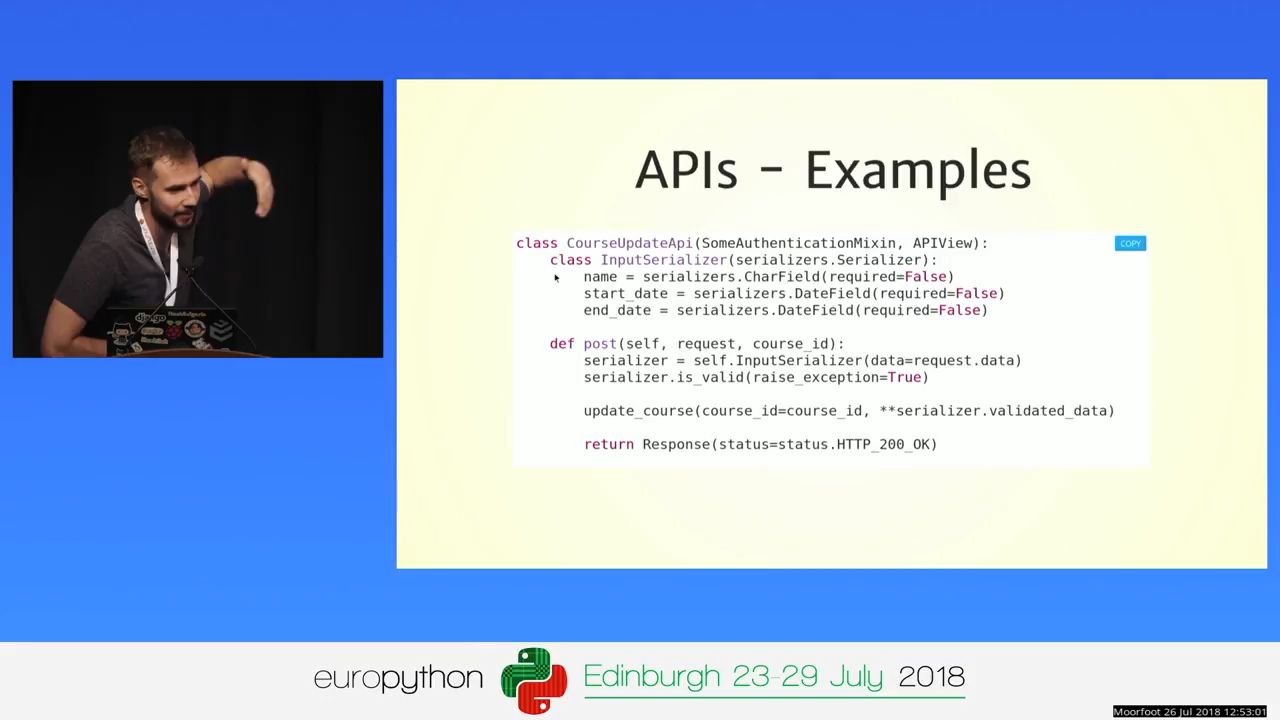 APIs - Examples
class CourseUpdateApi(SomeAuthenticationMixin, APIView):
COPY
    class InputSerializer(serializers.Serializer):
        name = serializers.CharField(required=False)
        start_date = serializers.DateField(required=False)
        end_date = serializers.DateField(required=False)
    def post(self, request, course_id):
        serializer = self.InputSerializer(data=request.data)
        serializer.is_valid(raise_exception=True)
        update_course(course_id=course_id, **serializer.validated_data)
        return Response(status=status.HTTP_200_OK)
django
europython
Edinburgh 23-29 July 2018
Moorfoot 26 Jul 2018 12:53:01